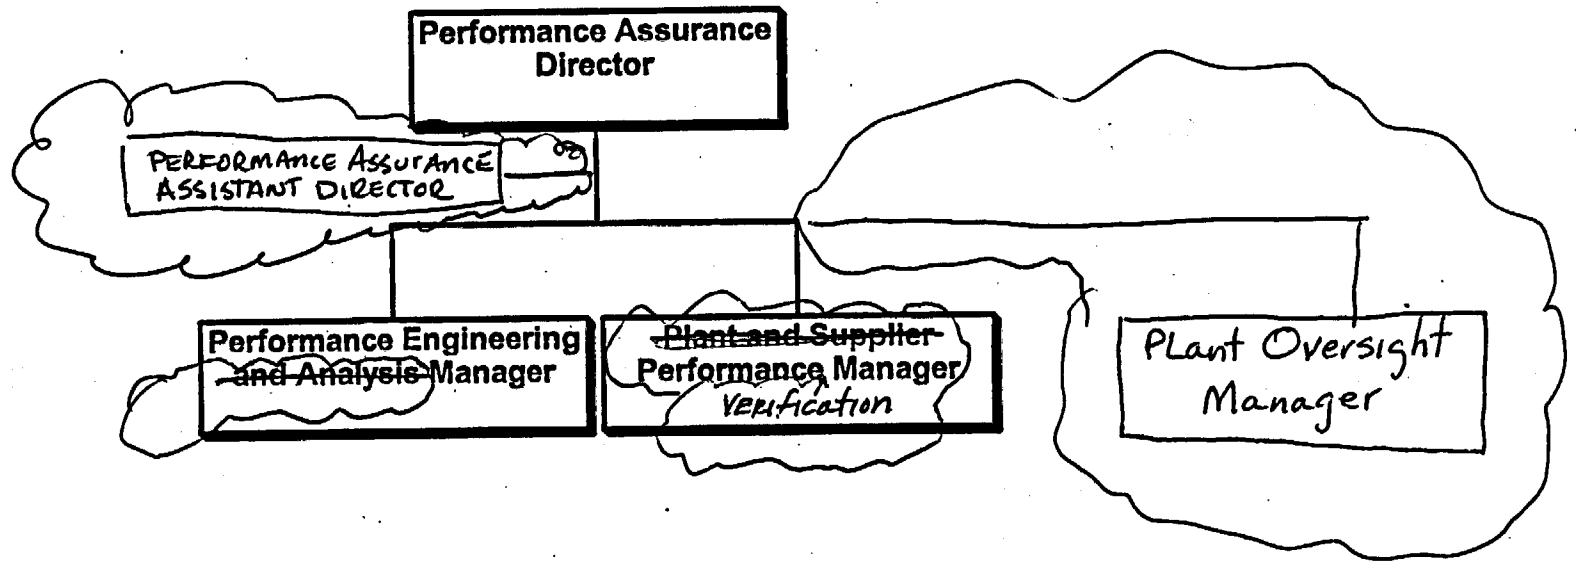 Performance Assurance
Director
PERFORMANCE ASSURANCE
ASSISTANT DIRECTOR
Performance Engineering
and Analysis Manager
Plant and Supplier
Performance Manager
VERIFICATION
PLant Oversight
Manager